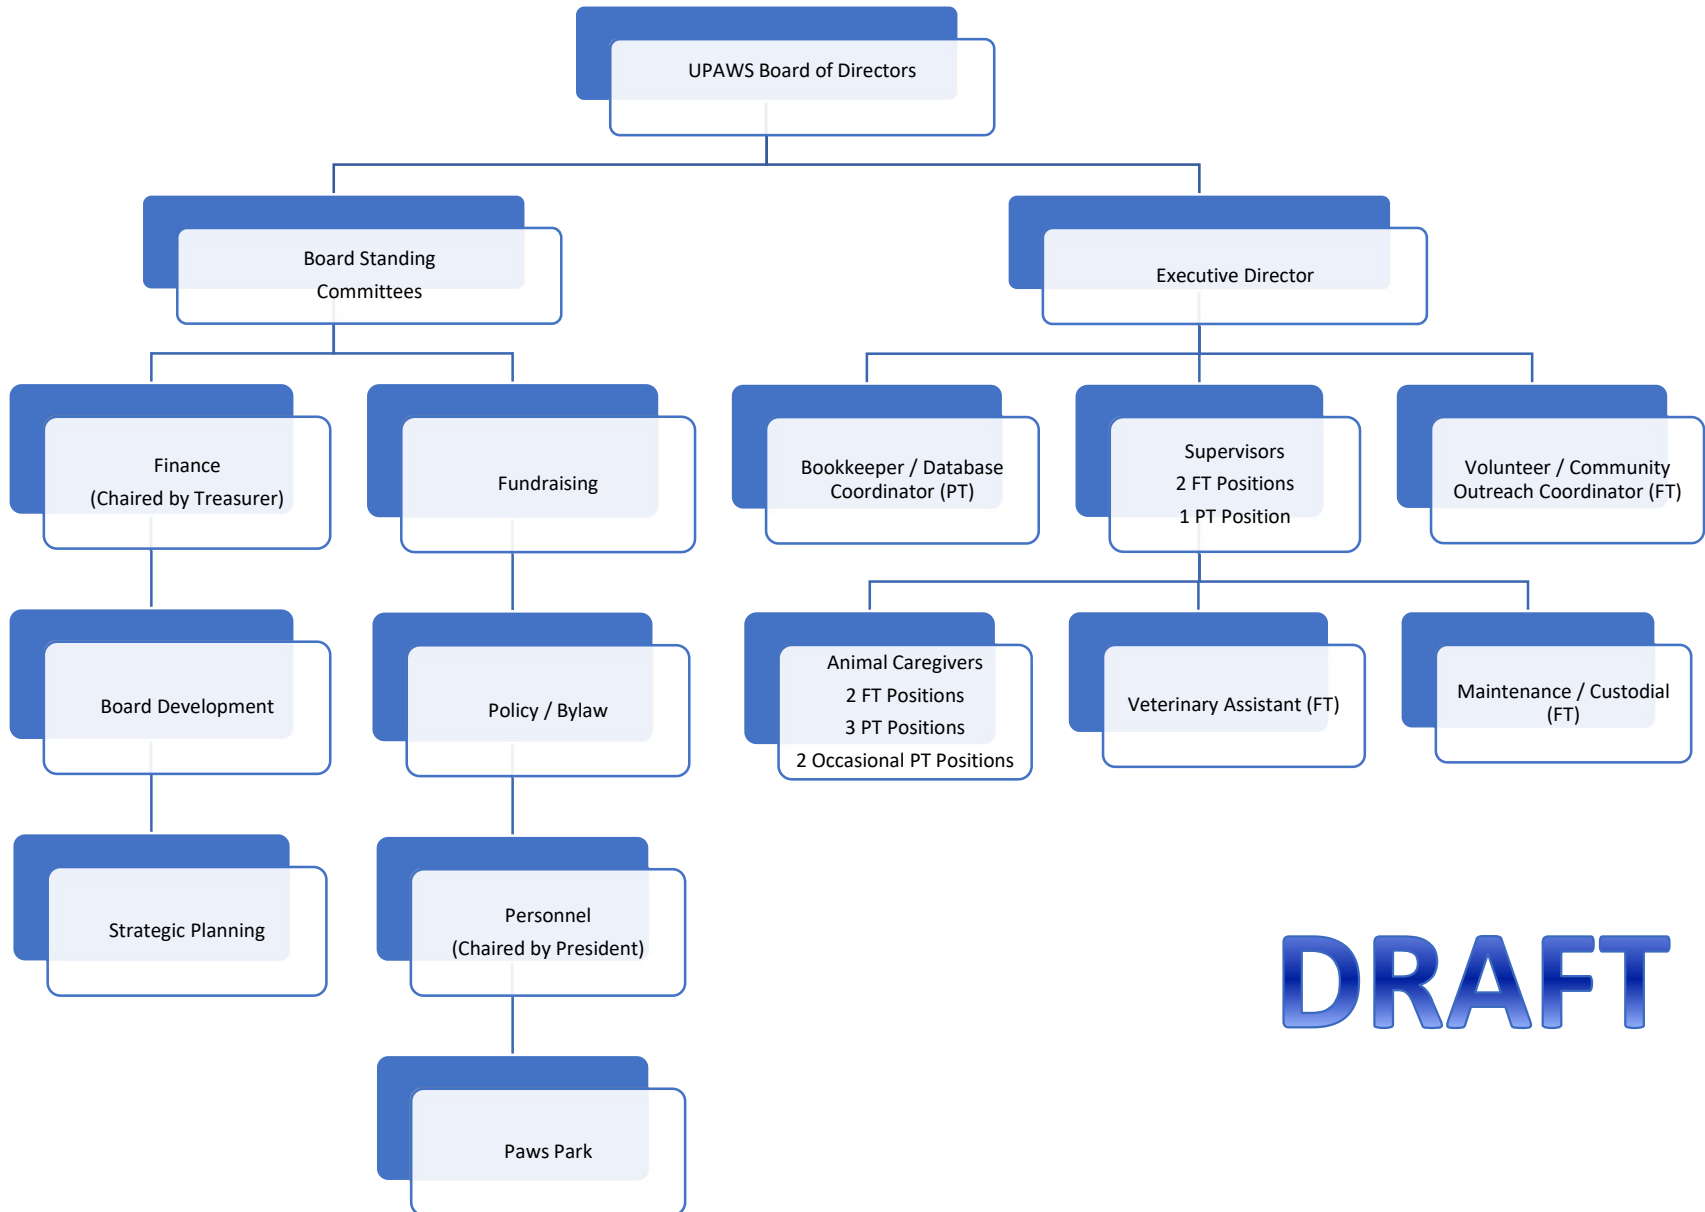 UPAWS Board of Directors
Board Standing
Committees
Executive Director
Finance
(Chaired by Treasurer)
Fundraising
Bookkeeper / Database
Coordinator (PT)
Supervisors
2 FT Positions
1 PT Position
Volunteer / Community
Outreach Coordinator (FT)
Board Development
Policy / Bylaw
Animal Caregivers
2 FT Positions
3 PT Positions
2 Occasional PT Positions
Veterinary Assistant (FT)
Maintenance / Custodial
(FT)
Strategic Planning
Personnel
(Chaired by President)
DRAFT
Paws Park